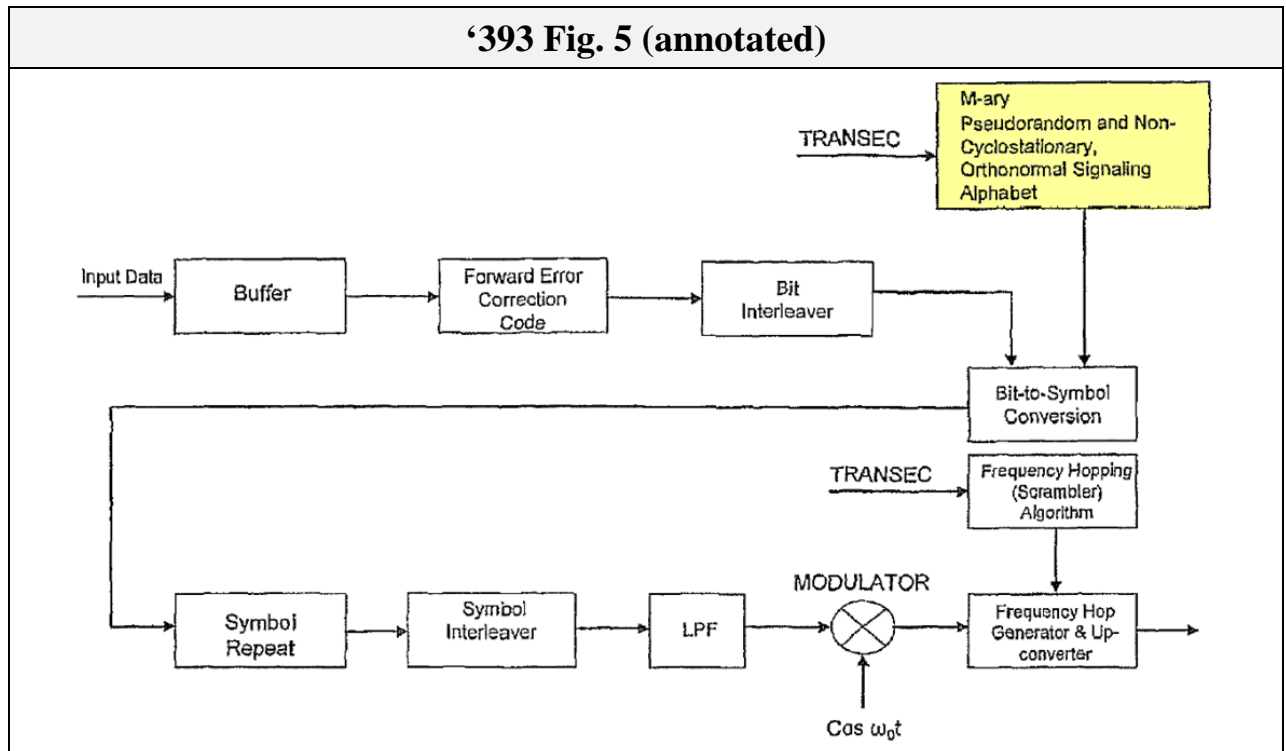 ‘393 Fig. 5 (annotated)
M-ary
Pseudorandom and Non-
Cyclostationary,
Orthonormal Signaling
Alphabet
TRANSEC
Input Data
Buffer
Forward Error
Correction
Code
Bit
Interleaver
Bit-to-Symbol
Conversion
TRANSEC
Frequency Hopping
(Scrambler)
Algorithm
MODULATOR
Symbol
Repeat
Symbol
Interleaver
LPF
Frequency Hop
Generator & Up-
converter
Cos ω₀t